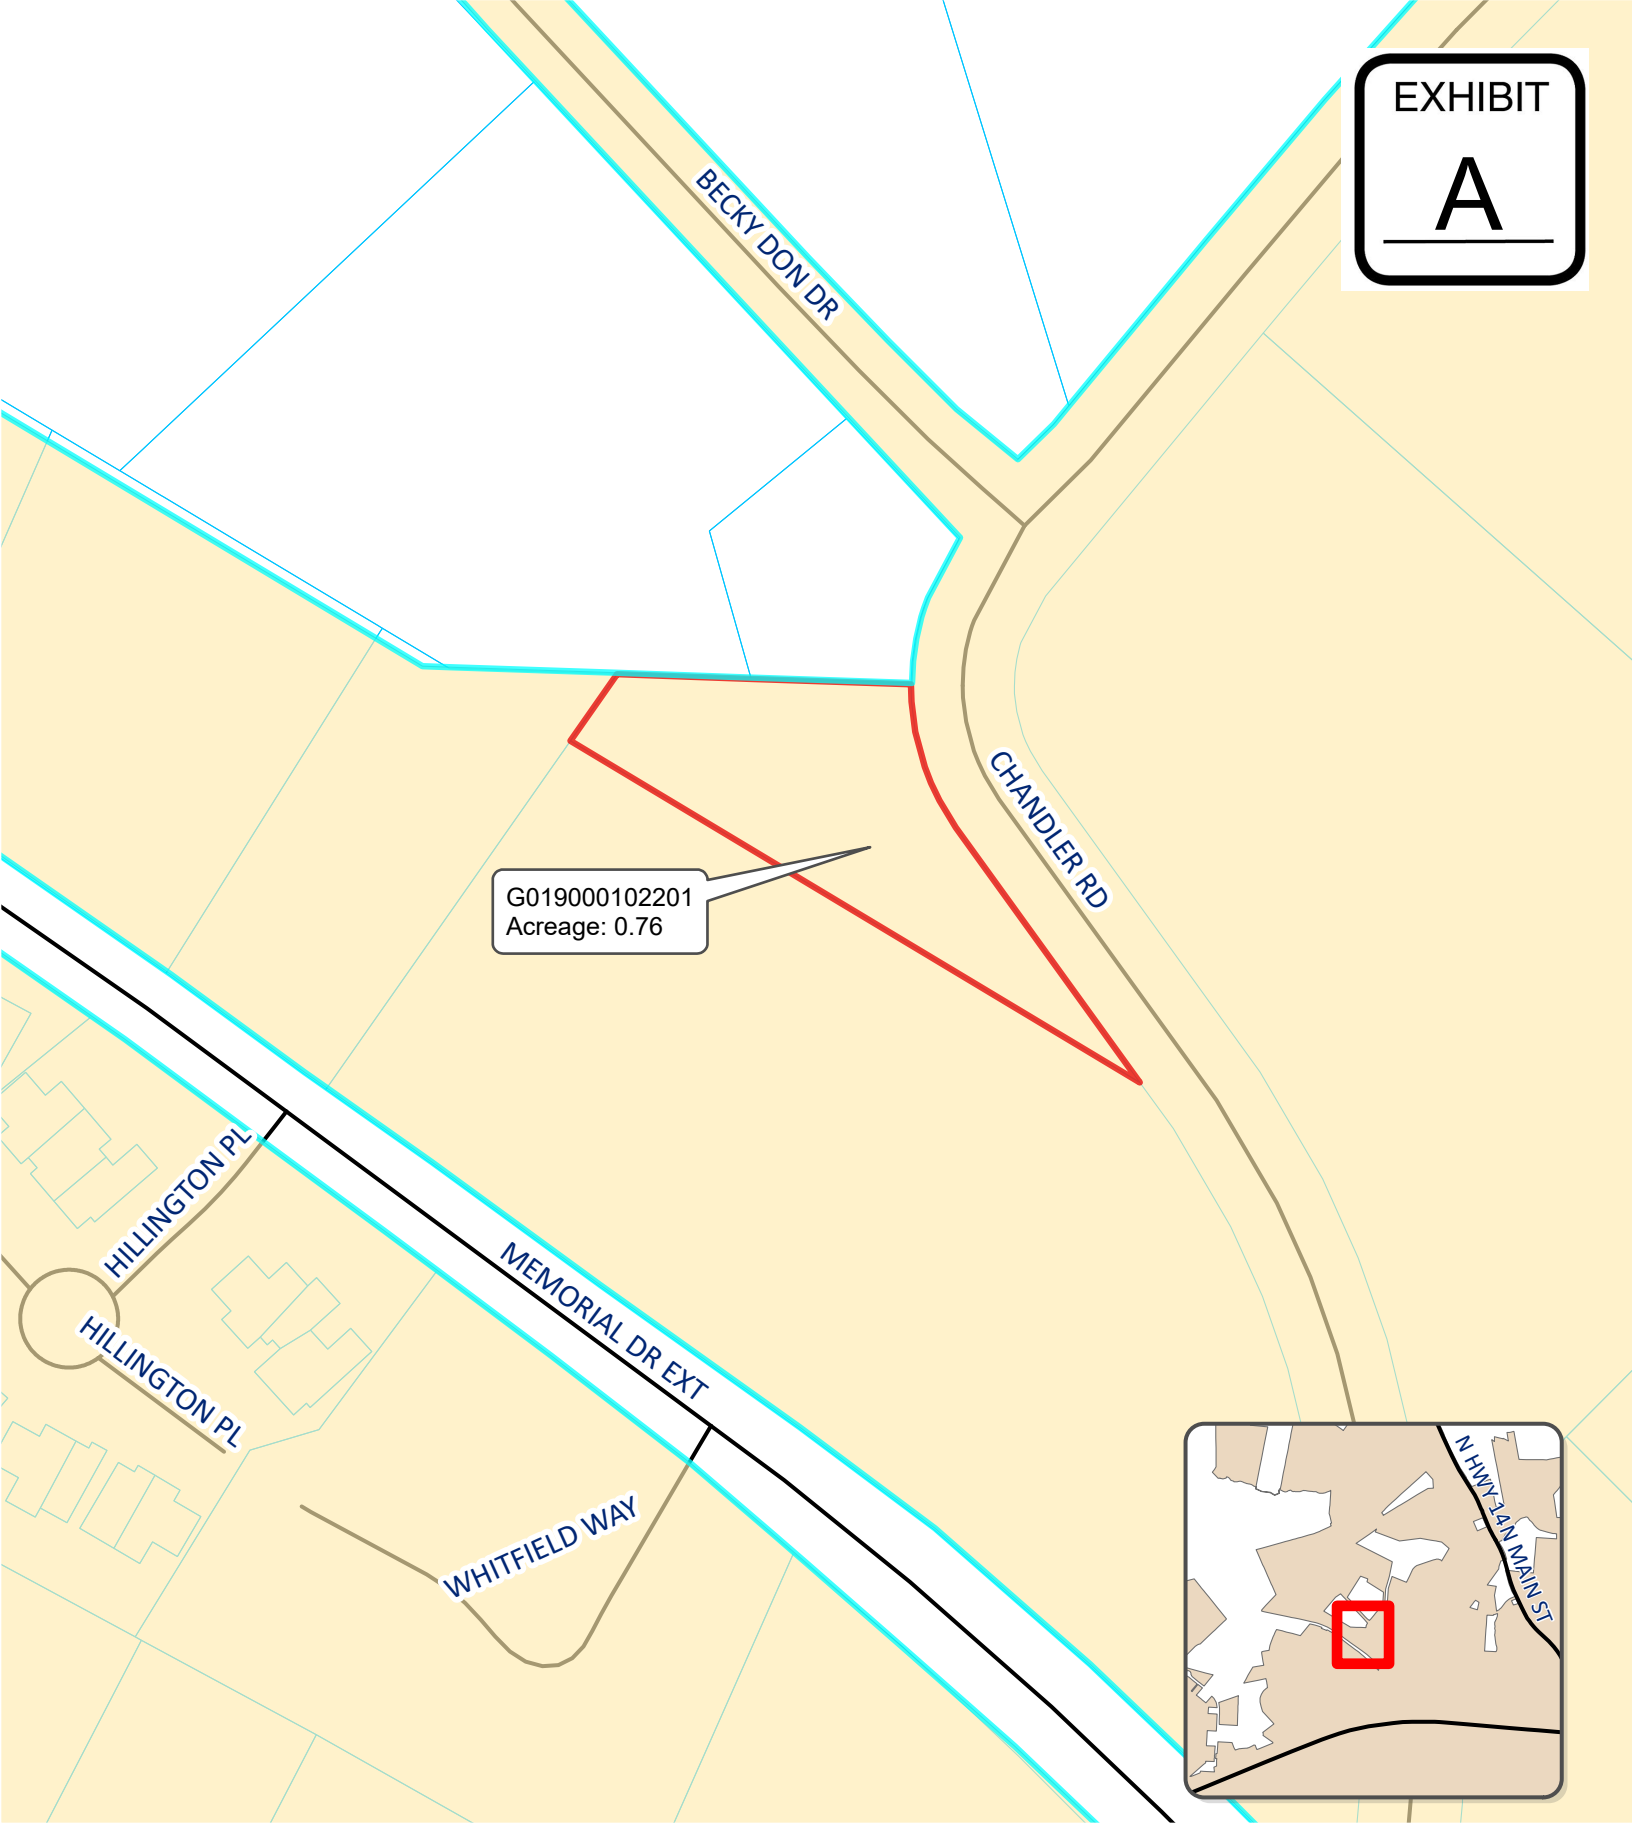 EXHIBIT
A
BECKY DON DR
CHANDLER RD
G019000102201
Acreage: 0.76
HILLINGTON PL
HILLINGTON PL
MEMORIAL DR EXT
WHITFIELD WAY
N HWY 14
N MAIN ST